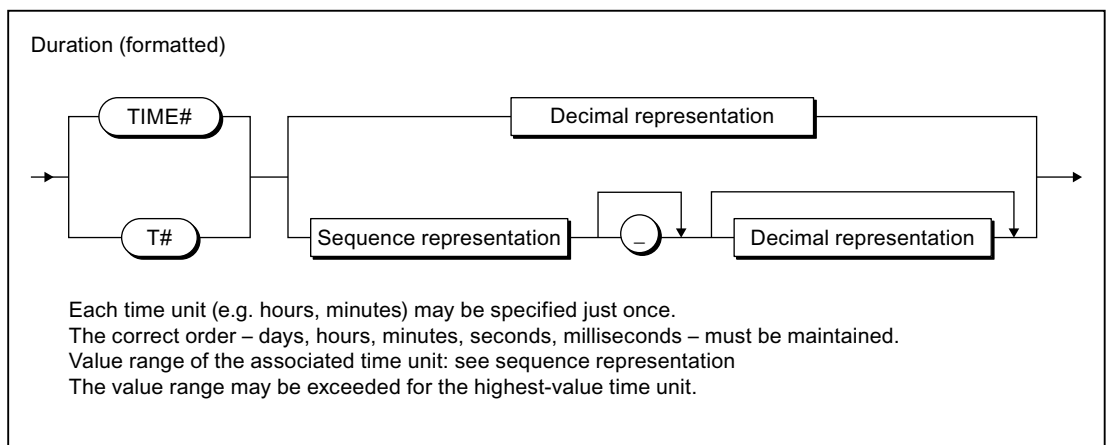 Duration (formatted)
TIME#
Decimal representation
T#
Sequence representation
_
Decimal representation
Each time unit (e.g. hours, minutes) may be specified just once.
The correct order – days, hours, minutes, seconds, milliseconds – must be maintained.
Value range of the associated time unit: see sequence representation
The value range may be exceeded for the highest-value time unit.